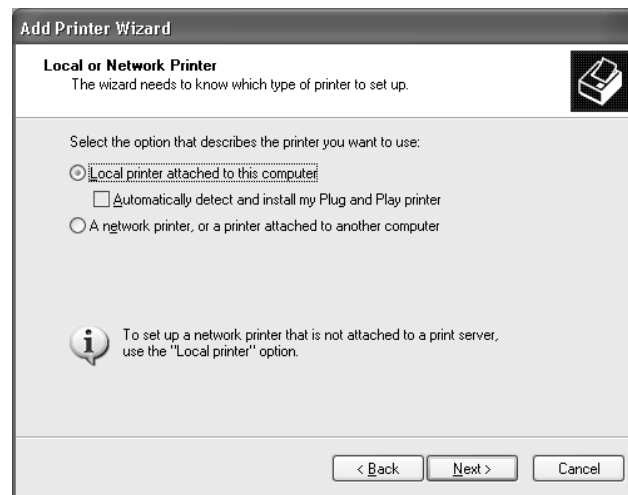 Add Printer Wizard
Local or Network Printer
The wizard needs to know which type of printer to set up.
Select the option that describes the printer you want to use:
Local printer attached to this computer
Automatically detect and install my Plug and Play printer
A network printer, or a printer attached to another computer
To set up a network printer that is not attached to a print server,
use the "Local printer" option.
< Back
Next >
Cancel